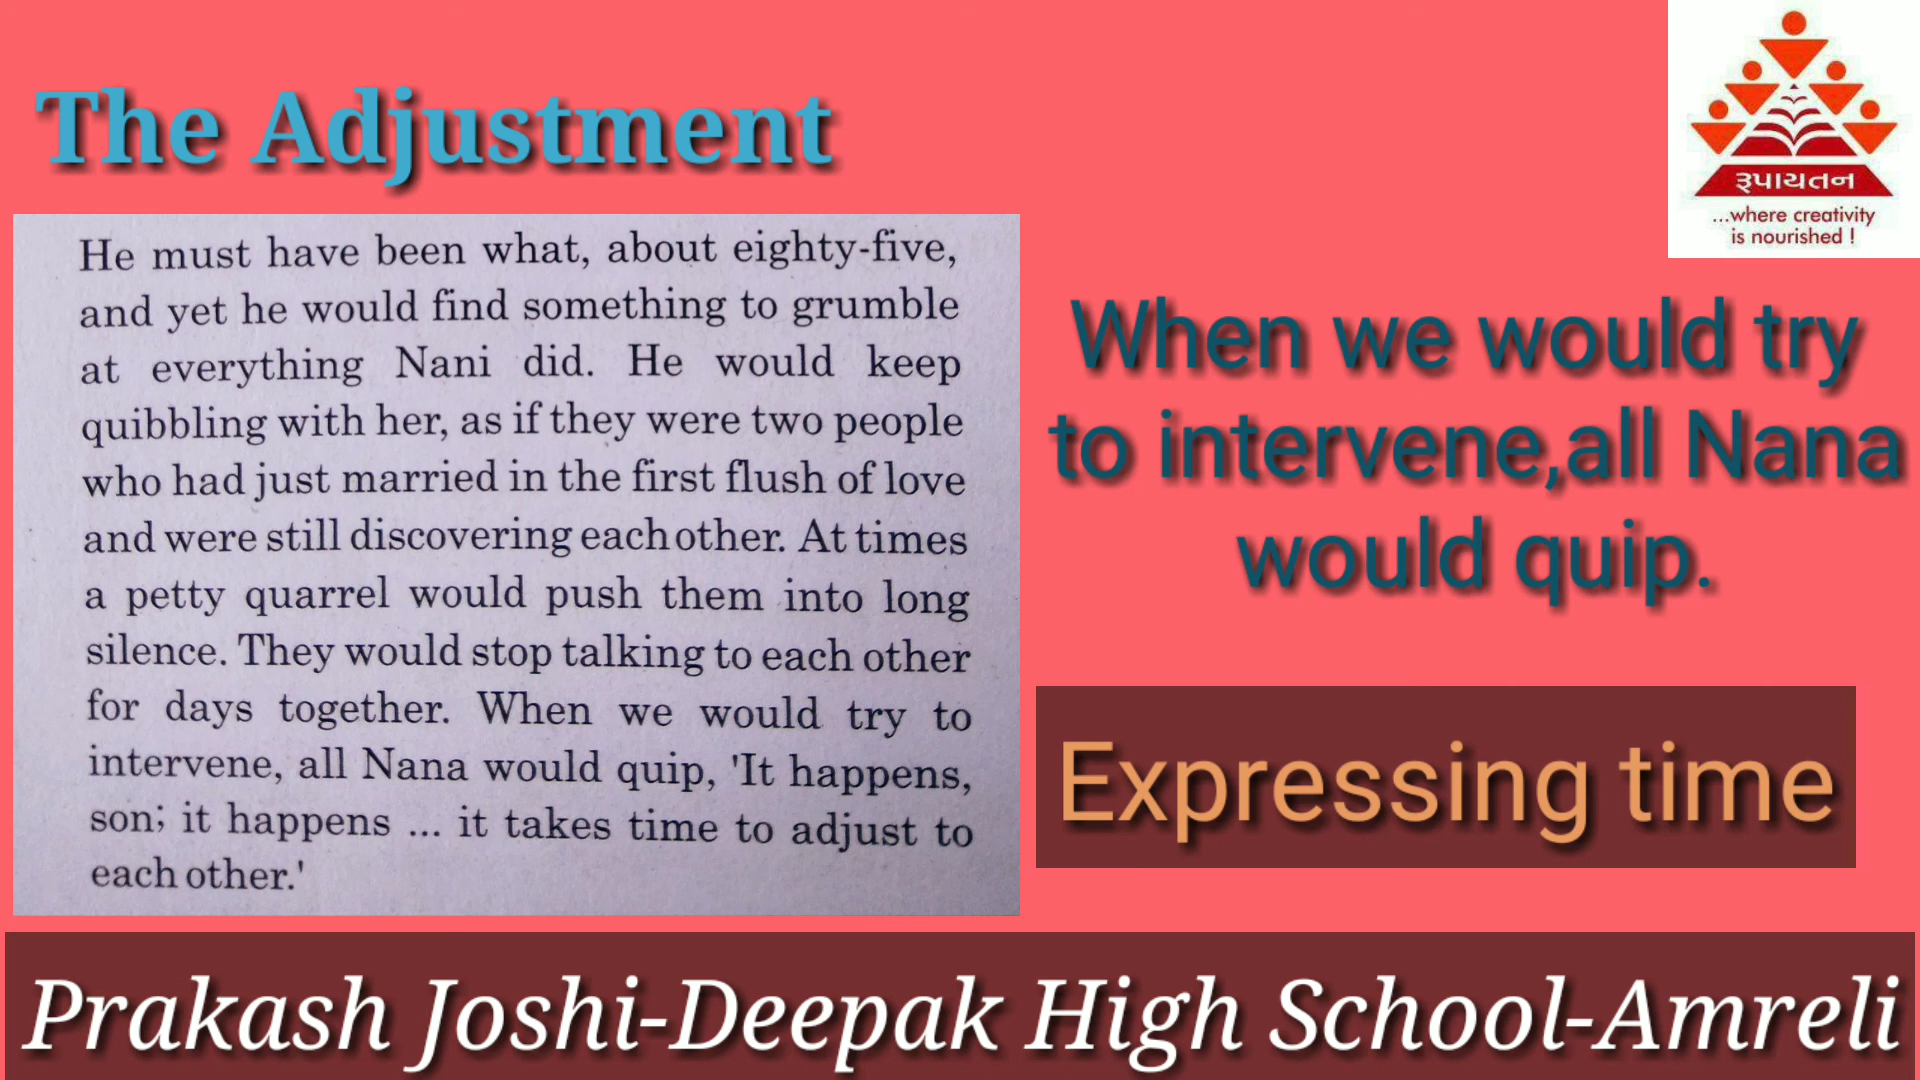 The Adjustment
રૂપાયતન
...where creativity
is nourished !
He must have been what, about eighty-five,
and yet he would find something to grumble
at everything Nani did. He would keep
quibbling with her, as if they were two people
who had just married in the first flush of love
and were still discovering eachother. At times
a petty quarrel would push them into long
silence. They would stop talking to each other
for days together. When we would try to
intervene, all Nana would quip, 'It happens,
son; it happens ... it takes time to adjust to
each other.'
When we would try
to intervene,all Nana
would quip.
Expressing time
Prakash Joshi-Deepak High School-Amreli